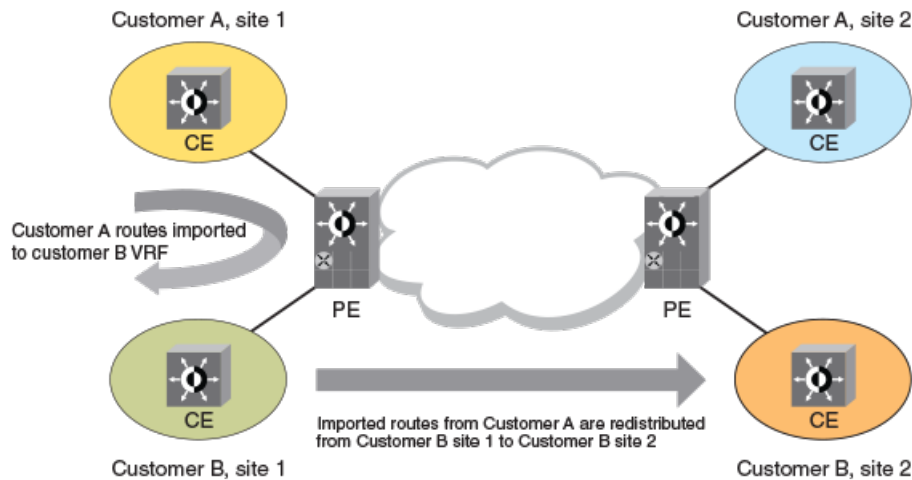 Customer A, site 1
Customer A, site 2
CE
CE
Customer A routes imported
to customer B VRF
PE
PE
CE
CE
Imported routes from Customer A are redistributed
from Customer B site 1 to Customer B site 2
Customer B, site 1
Customer B, site 2